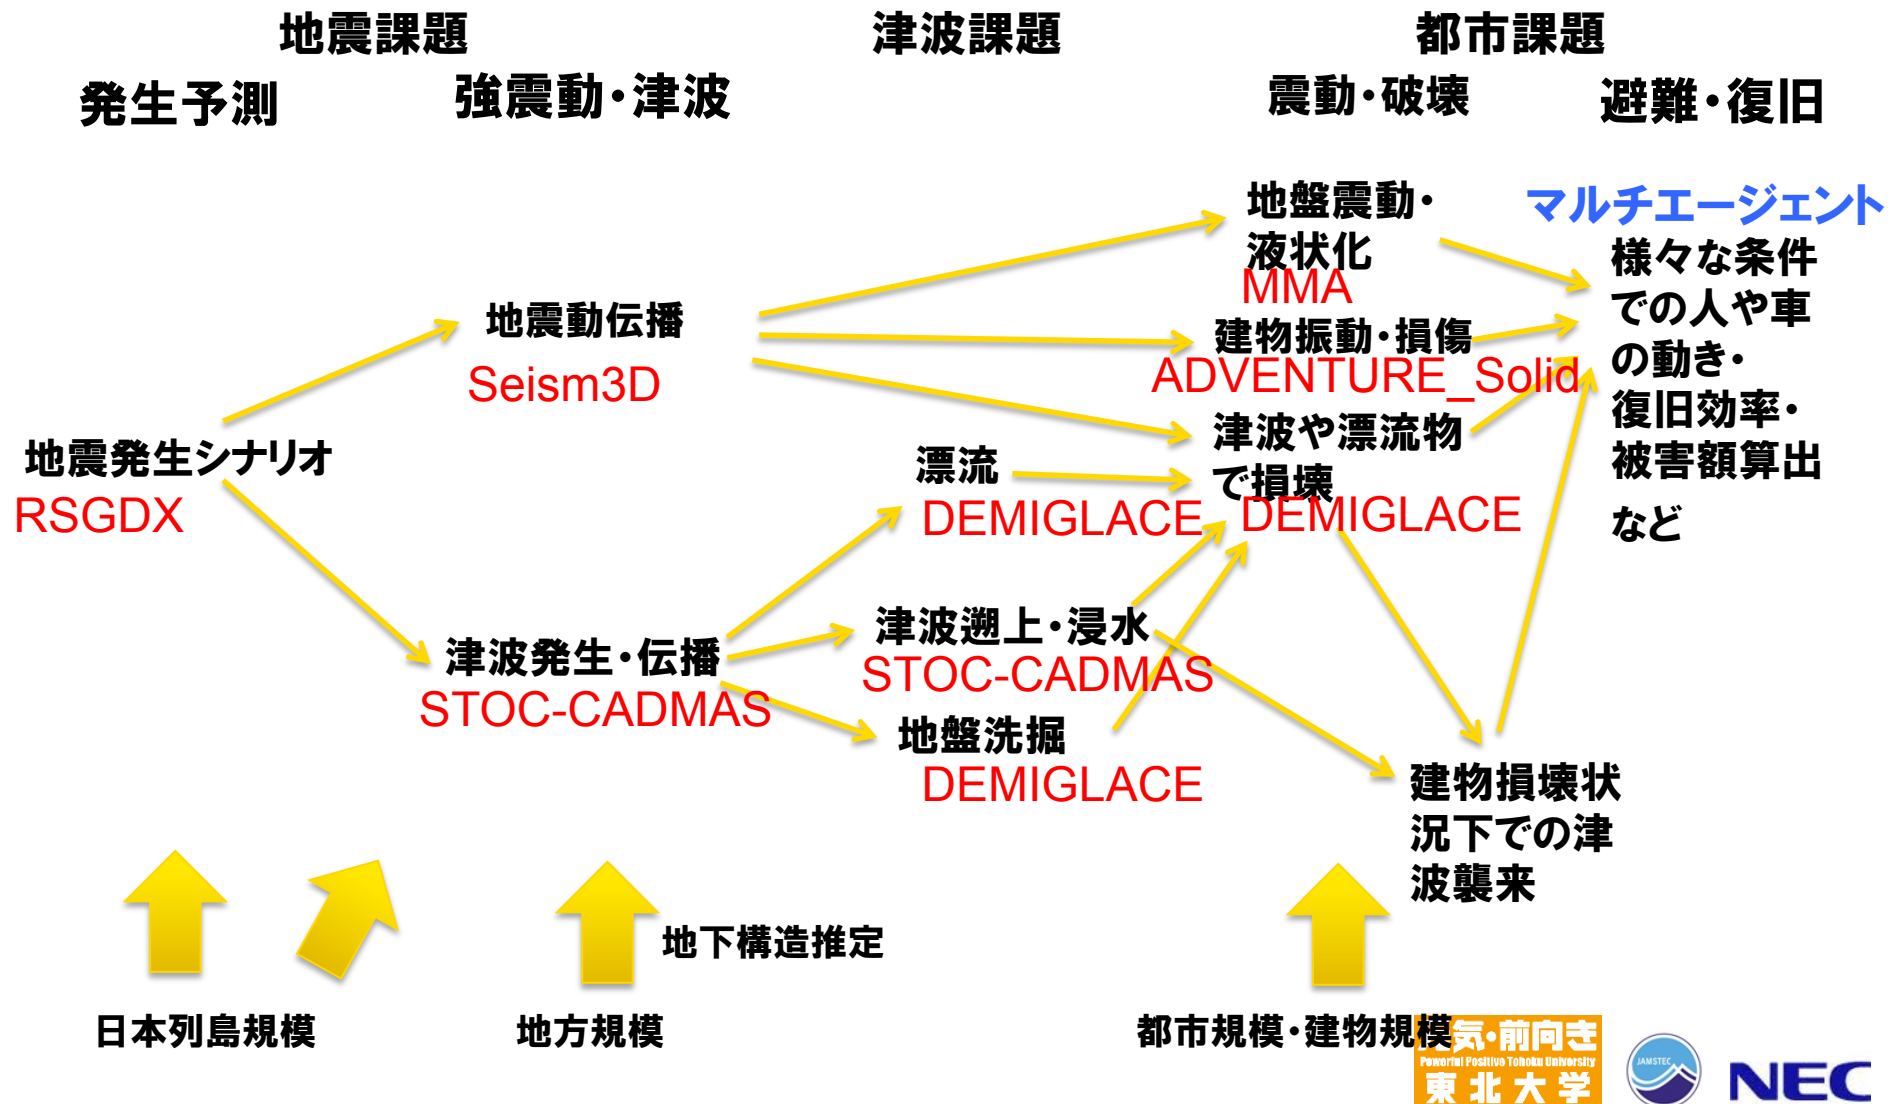 地震課題
津波課題
都市課題
発生予測
強震動・津波
震動・破壊
避難・復旧
地盤震動・
液状化
MMA
マルチエージェント
様々な条件
での人や車
の動き・
復旧効率・
被害額算出
など
地震動伝播
Seism3D
建物振動・損傷
ADVENTURE_Solid
地震発生シナリオ
RSGDX
漂流
DEMIGLACE
津波や漂流物
で損壊
DEMIGLACE
津波発生・伝播
STOC-CADMAS
津波遡上・浸水
STOC-CADMAS
地盤洗掘
DEMIGLACE
建物損壊状
況下での津
波襲来
地下構造推定
日本列島規模
地方規模
都市規模・建物規模
気・前向き
Powerful Positive Tohoku University
東北大学
JAMSTEC
NEC